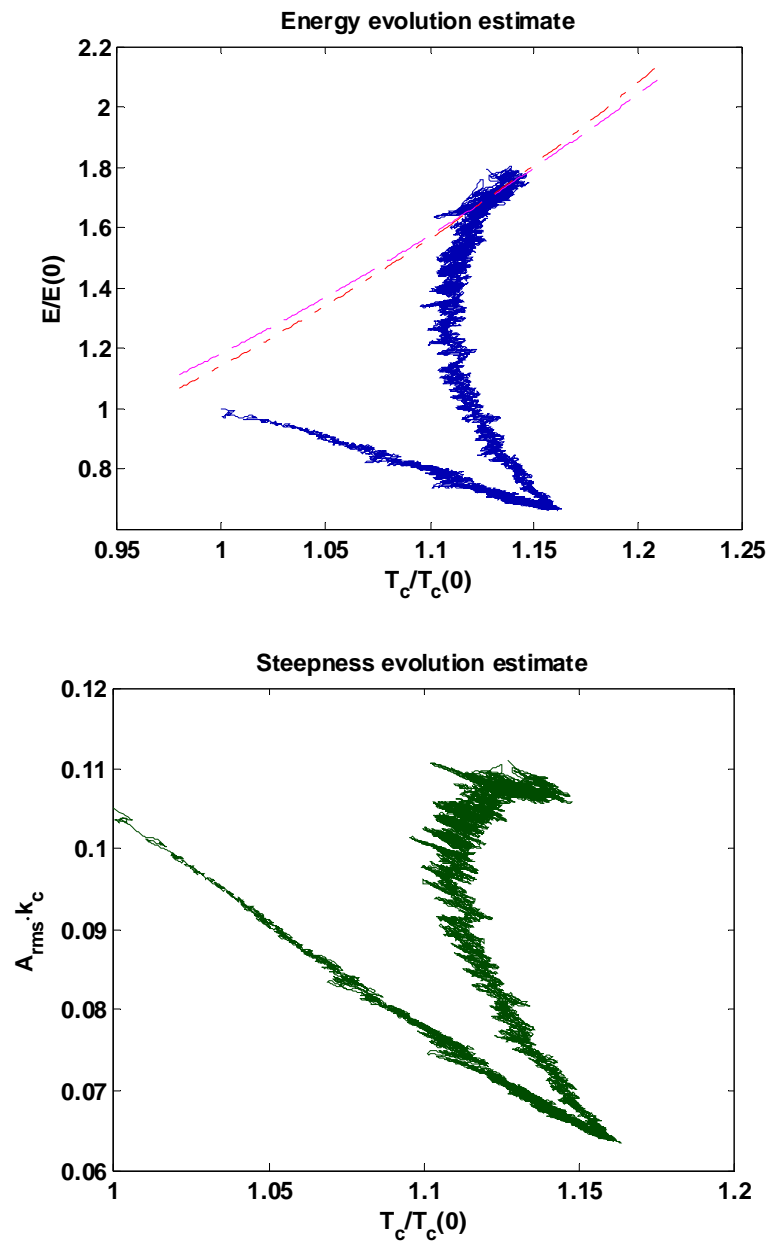 Energy evolution estimate
2.2
2
1.8
1.6
1.4
1.2
1
0.8
E/E(0)
0.95 1 1.05 1.1 1.15 1.2 1.25
T_c/T_c(0)
Steepness evolution estimate
0.12
0.11
0.1
0.09
0.08
0.07
0.06
A_rms·k_c
1 1.05 1.1 1.15 1.2
T_c/T_c(0)